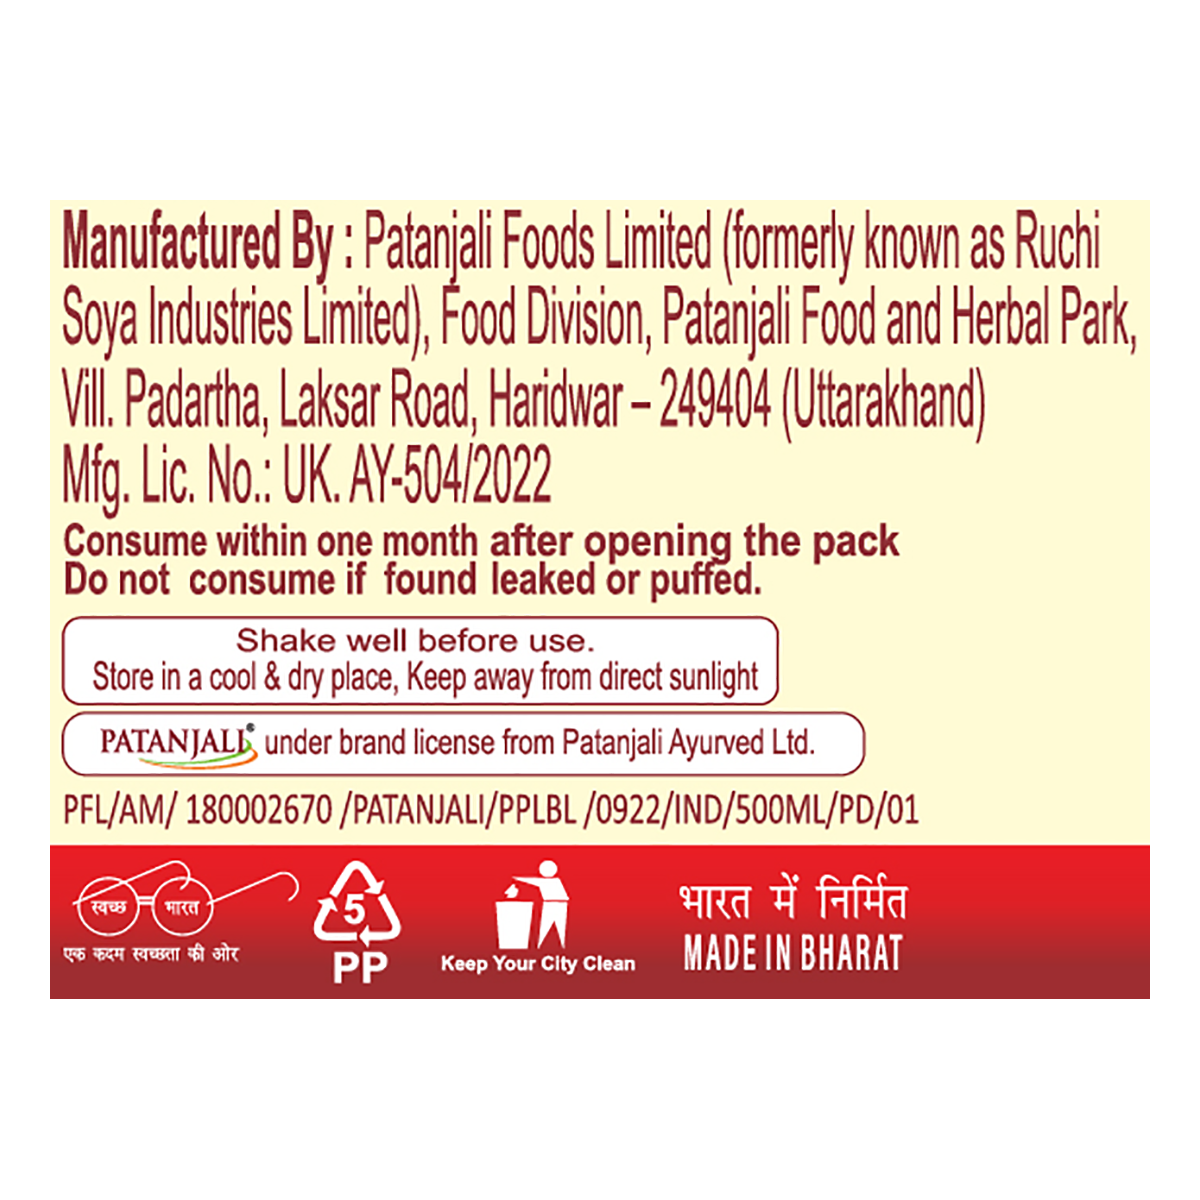 Manufactured By : Patanjali Foods Limited (formerly known as Ruchi
Soya Industries Limited), Food Division, Patanjali Food and Herbal Park,
Vill. Padartha, Laksar Road, Haridwar – 249404 (Uttarakhand)
Mfg. Lic. No.: UK. AY-504/2022
Consume within one month after opening the pack
Do not consume if found leaked or puffed.
Shake well before use.
Store in a cool & dry place, Keep away from direct sunlight
PATANJALI® under brand license from Patanjali Ayurved Ltd.
PFL/AM/ 180002670 /PATANJALI/PPLBL /0922/IND/500ML/PD/01
स्वच्छ भारत
एक कदम स्वच्छता की ओर
5
PP
Keep Your City Clean
भारत में निर्मित
MADE IN BHARAT